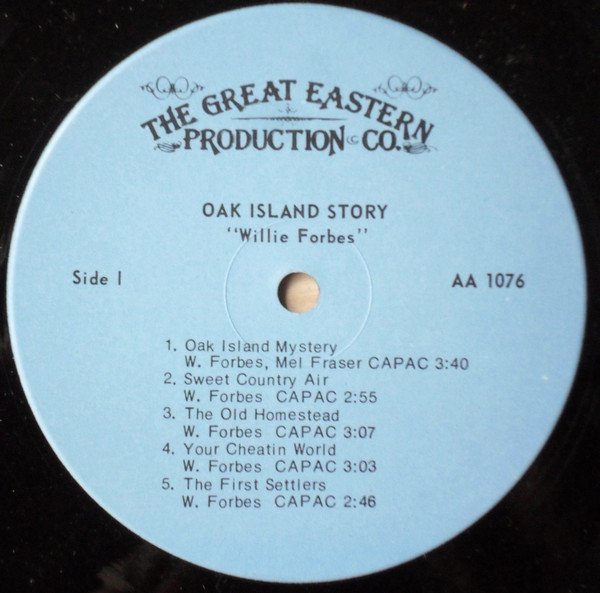 THE GREAT EASTERN
PRODUCTION CO.
OAK ISLAND STORY
"Willie Forbes"
Side 1
AA 1076
1. Oak Island Mystery
W. Forbes, Mel Fraser CAPAC 3:40
2. Sweet Country Air
W. Forbes CAPAC 2:55
3. The Old Homestead
W. Forbes CAPAC 3:07
4. Your Cheatin World
W. Forbes CAPAC 3:03
5. The First Settlers
W. Forbes CAPAC 2:46